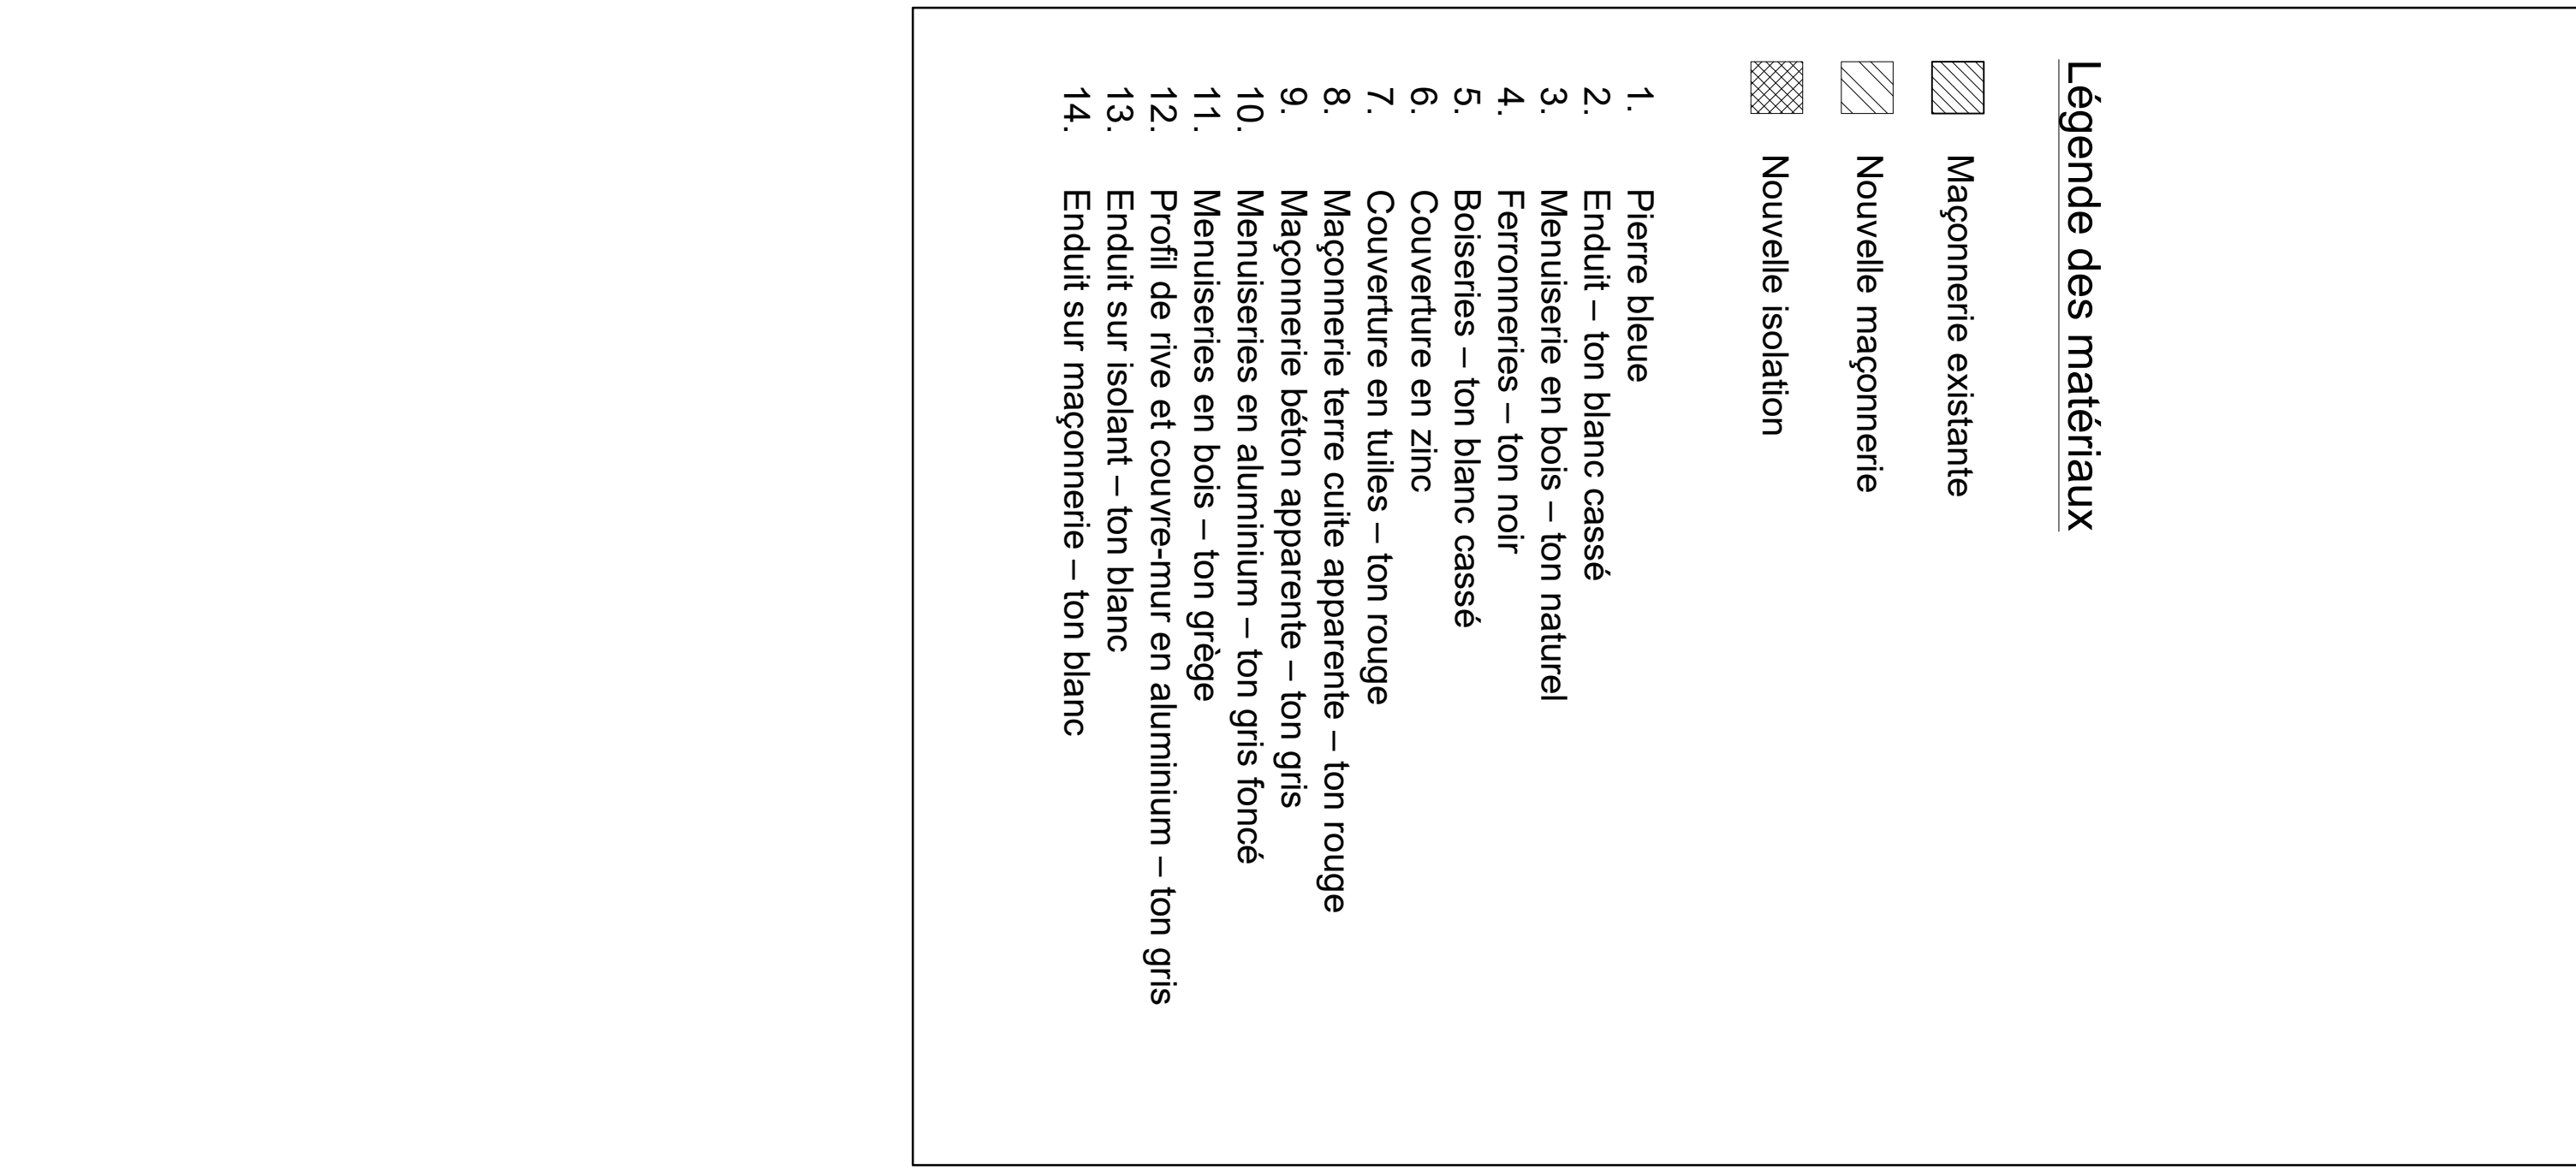 Légende des matériaux
Maçonnerie existante
Nouvelle maçonnerie
Nouvelle isolation
1. Pierre bleue
2. Enduit – ton blanc cassé
3. Menuiserie en bois – ton naturel
4. Ferronneries – ton noir
5. Boiseries – ton blanc cassé
6. Couverture en zinc
7. Couverture en tuiles – ton rouge
8. Maçonnerie terre cuite apparente – ton rouge
9. Maçonnerie béton apparente – ton gris
10. Menuiseries en aluminium – ton gris foncé
11. Menuiseries en bois – ton grège
12. Profil de rive et couvre-mur en aluminium – ton gris
13. Enduit sur isolant – ton blanc
14. Enduit sur maçonnerie – ton blanc